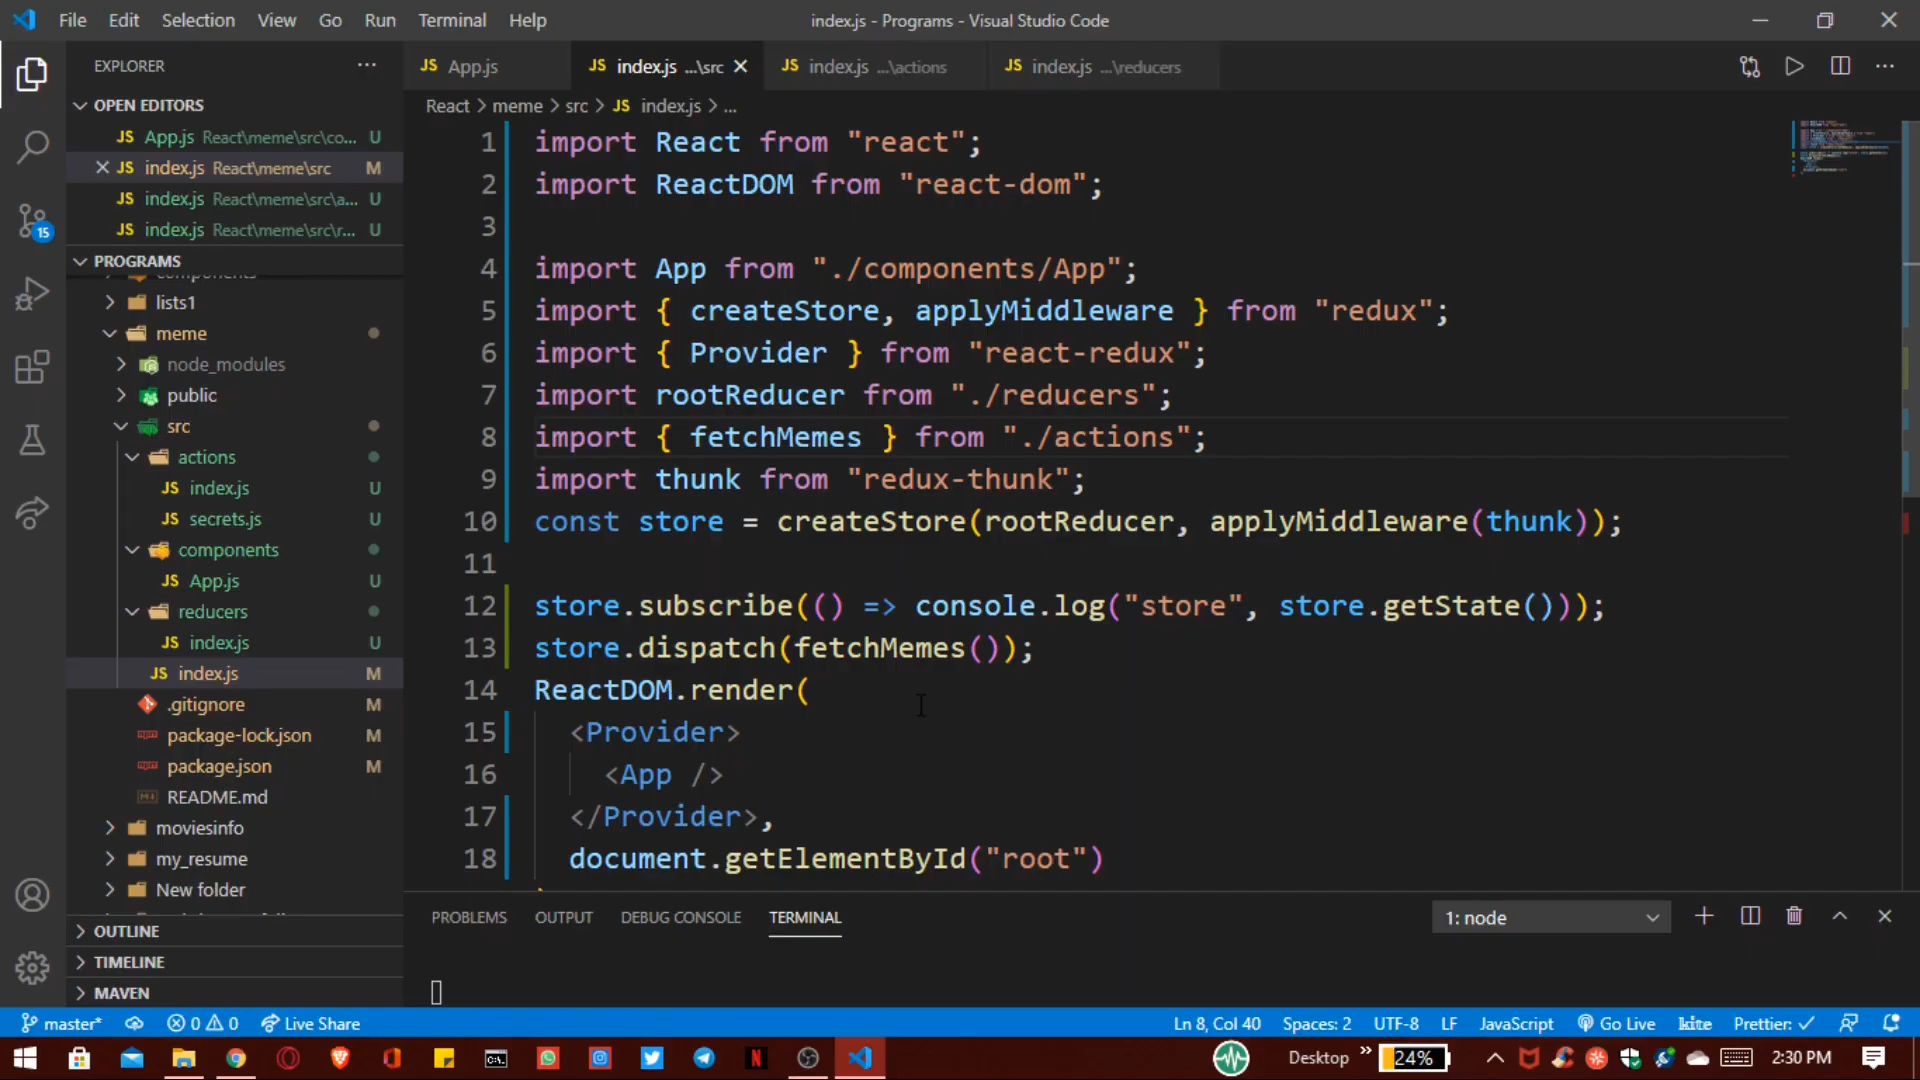 File Edit Selection View Go Run Terminal Help
index.js - Programs - Visual Studio Code
EXPLORER
OPEN EDITORS
JS App.js React\meme\src\co... U
JS index.js React\meme\src M
JS index.js React\meme\src\a... U
JS index.js React\meme\src\r... U
PROGRAMS
components
lists1
meme
node_modules
public
src
actions
JS index.js U
JS secrets.js U
components
JS App.js U
reducers
JS index.js U
JS index.js M
.gitignore
package-lock.json M
package.json M
README.md
moviesinfo
my_resume
New folder
OUTLINE
TIMELINE
MAVEN
15
JS App.js
JS index.js ...\src
JS index.js ...\actions
JS index.js ...\reducers
React > meme > src > JS index.js > ...
1 import React from "react";
2 import ReactDOM from "react-dom";
3
4 import App from "./components/App";
5 import { createStore, applyMiddleware } from "redux";
6 import { Provider } from "react-redux";
7 import rootReducer from "./reducers";
8 import { fetchMemes } from "./actions";
9 import thunk from "redux-thunk";
10 const store = createStore(rootReducer, applyMiddleware(thunk));
11
12 store.subscribe(() => console.log("store", store.getState()));
13 store.dispatch(fetchMemes());
14 ReactDOM.render(
15 <Provider>
16 <App />
17 </Provider>,
18 document.getElementById("root")
PROBLEMS OUTPUT DEBUG CONSOLE TERMINAL
1: node
master* 0 0 Live Share
Ln 8, Col 40 Spaces: 2 UTF-8 LF JavaScript Go Live kite Prettier: ✓
Desktop » 24% 2:30 PM